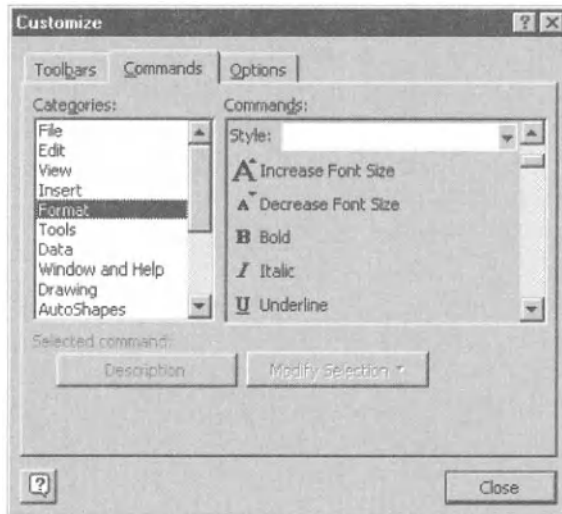 Customize
Toolbars Commands Options
Categories:
File
Edit
View
Insert
Format
Tools
Data
Window and Help
Drawing
AutoShapes
Commands:
Style:
A Increase Font Size
A Decrease Font Size
B Bold
I Italic
U Underline
Selected command:
Description Modify Selection
Close